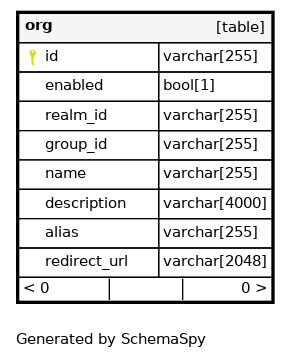 org [table]
id varchar[255]
enabled bool[1]
realm_id varchar[255]
group_id varchar[255]
name varchar[255]
description varchar[4000]
alias varchar[255]
redirect_url varchar[2048]
< 0 0 >
Generated by SchemaSpy